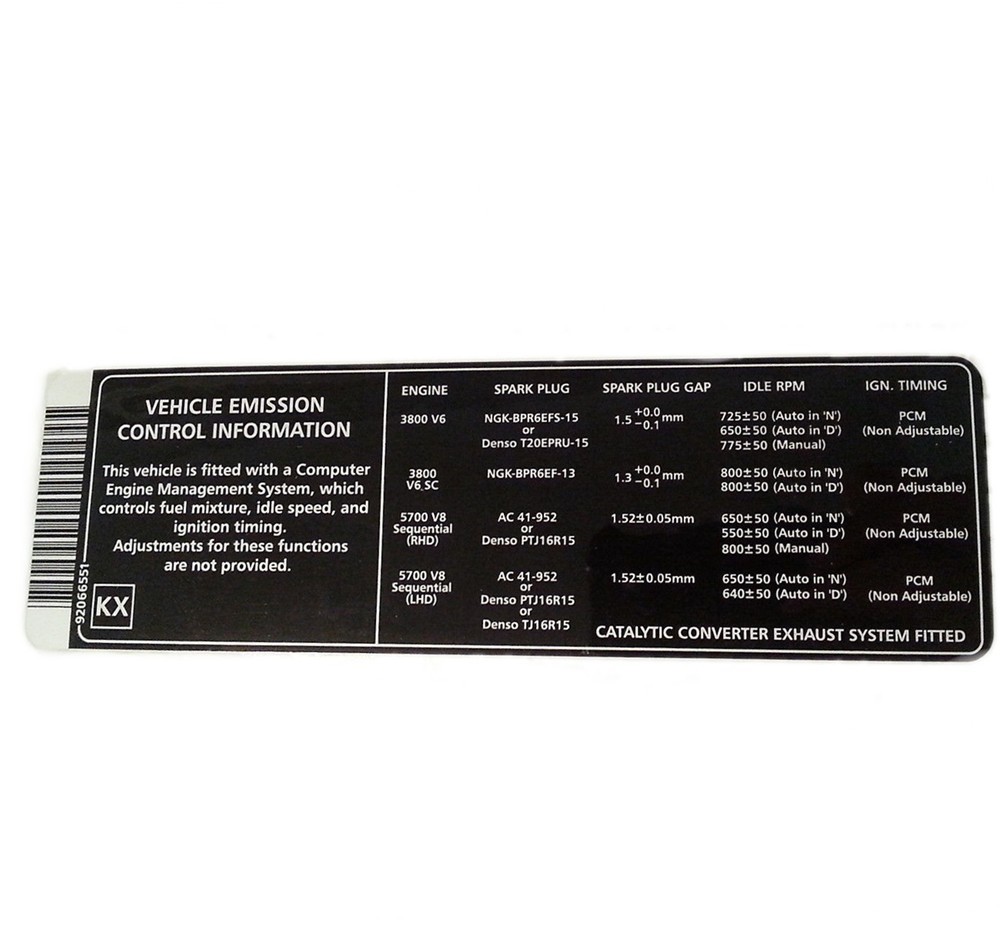 VEHICLE EMISSION
CONTROL INFORMATION
This vehicle is fitted with a Computer
Engine Management System, which
controls fuel mixture, idle speed, and
ignition timing.
Adjustments for these functions
are not provided.
KX
92066551
ENGINE SPARK PLUG SPARK PLUG GAP IDLE RPM IGN. TIMING
3800 V6 NGK-BPR6EFS-15 1.5 +0.0 −0.1 mm 725±50 (Auto in 'N') PCM
or 650±50 (Auto in 'D') (Non Adjustable)
Denso T20EPRU-15 775±50 (Manual)
3800 NGK-BPR6EF-13 1.3 +0.0 −0.1 mm 800±50 (Auto in 'N') PCM
V6 SC 800±50 (Auto in 'D') (Non Adjustable)
5700 V8 AC 41-952 1.52±0.05mm 650±50 (Auto in 'N') PCM
Sequential or 550±50 (Auto in 'D') (Non Adjustable)
(RHD) Denso PTJ16R15 800±50 (Manual)
5700 V8 AC 41-952 1.52±0.05mm 650±50 (Auto in 'N') PCM
Sequential or 640±50 (Auto in 'D') (Non Adjustable)
(LHD) Denso PTJ16R15
or
Denso TJ16R15
CATALYTIC CONVERTER EXHAUST SYSTEM FITTED